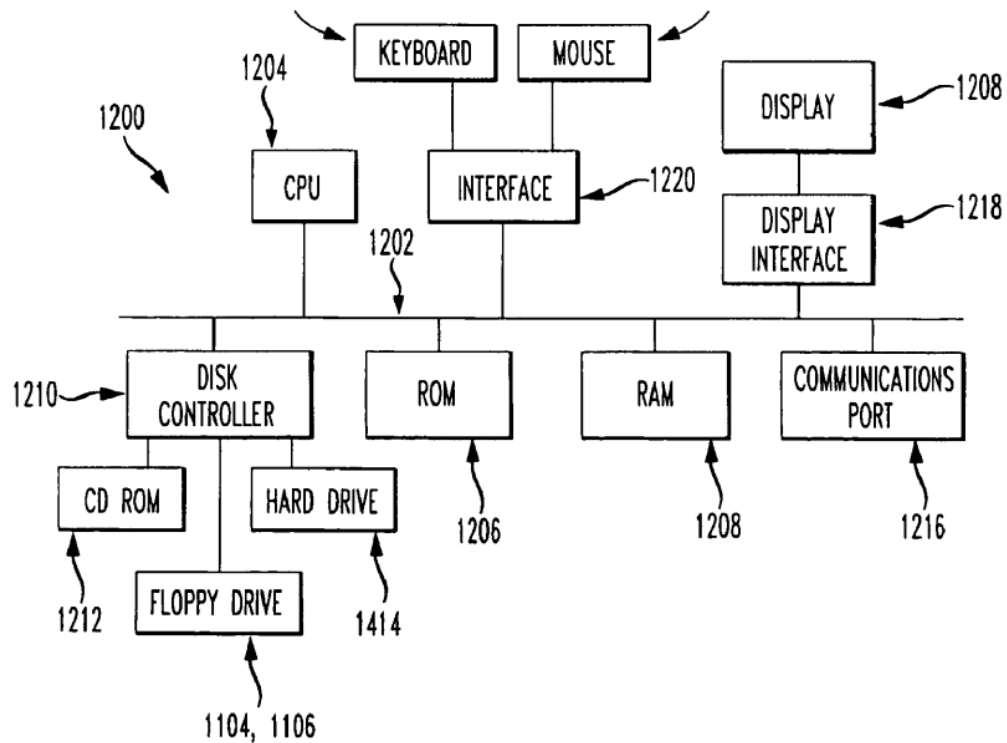 KEYBOARD
MOUSE
1204
DISPLAY
1208
1200
CPU
INTERFACE
1220
DISPLAY
INTERFACE
1218
1202
1210
DISK
CONTROLLER
ROM
RAM
COMMUNICATIONS
PORT
CD ROM
HARD DRIVE
1206
1208
1216
1212
FLOPPY DRIVE
1414
1104, 1106